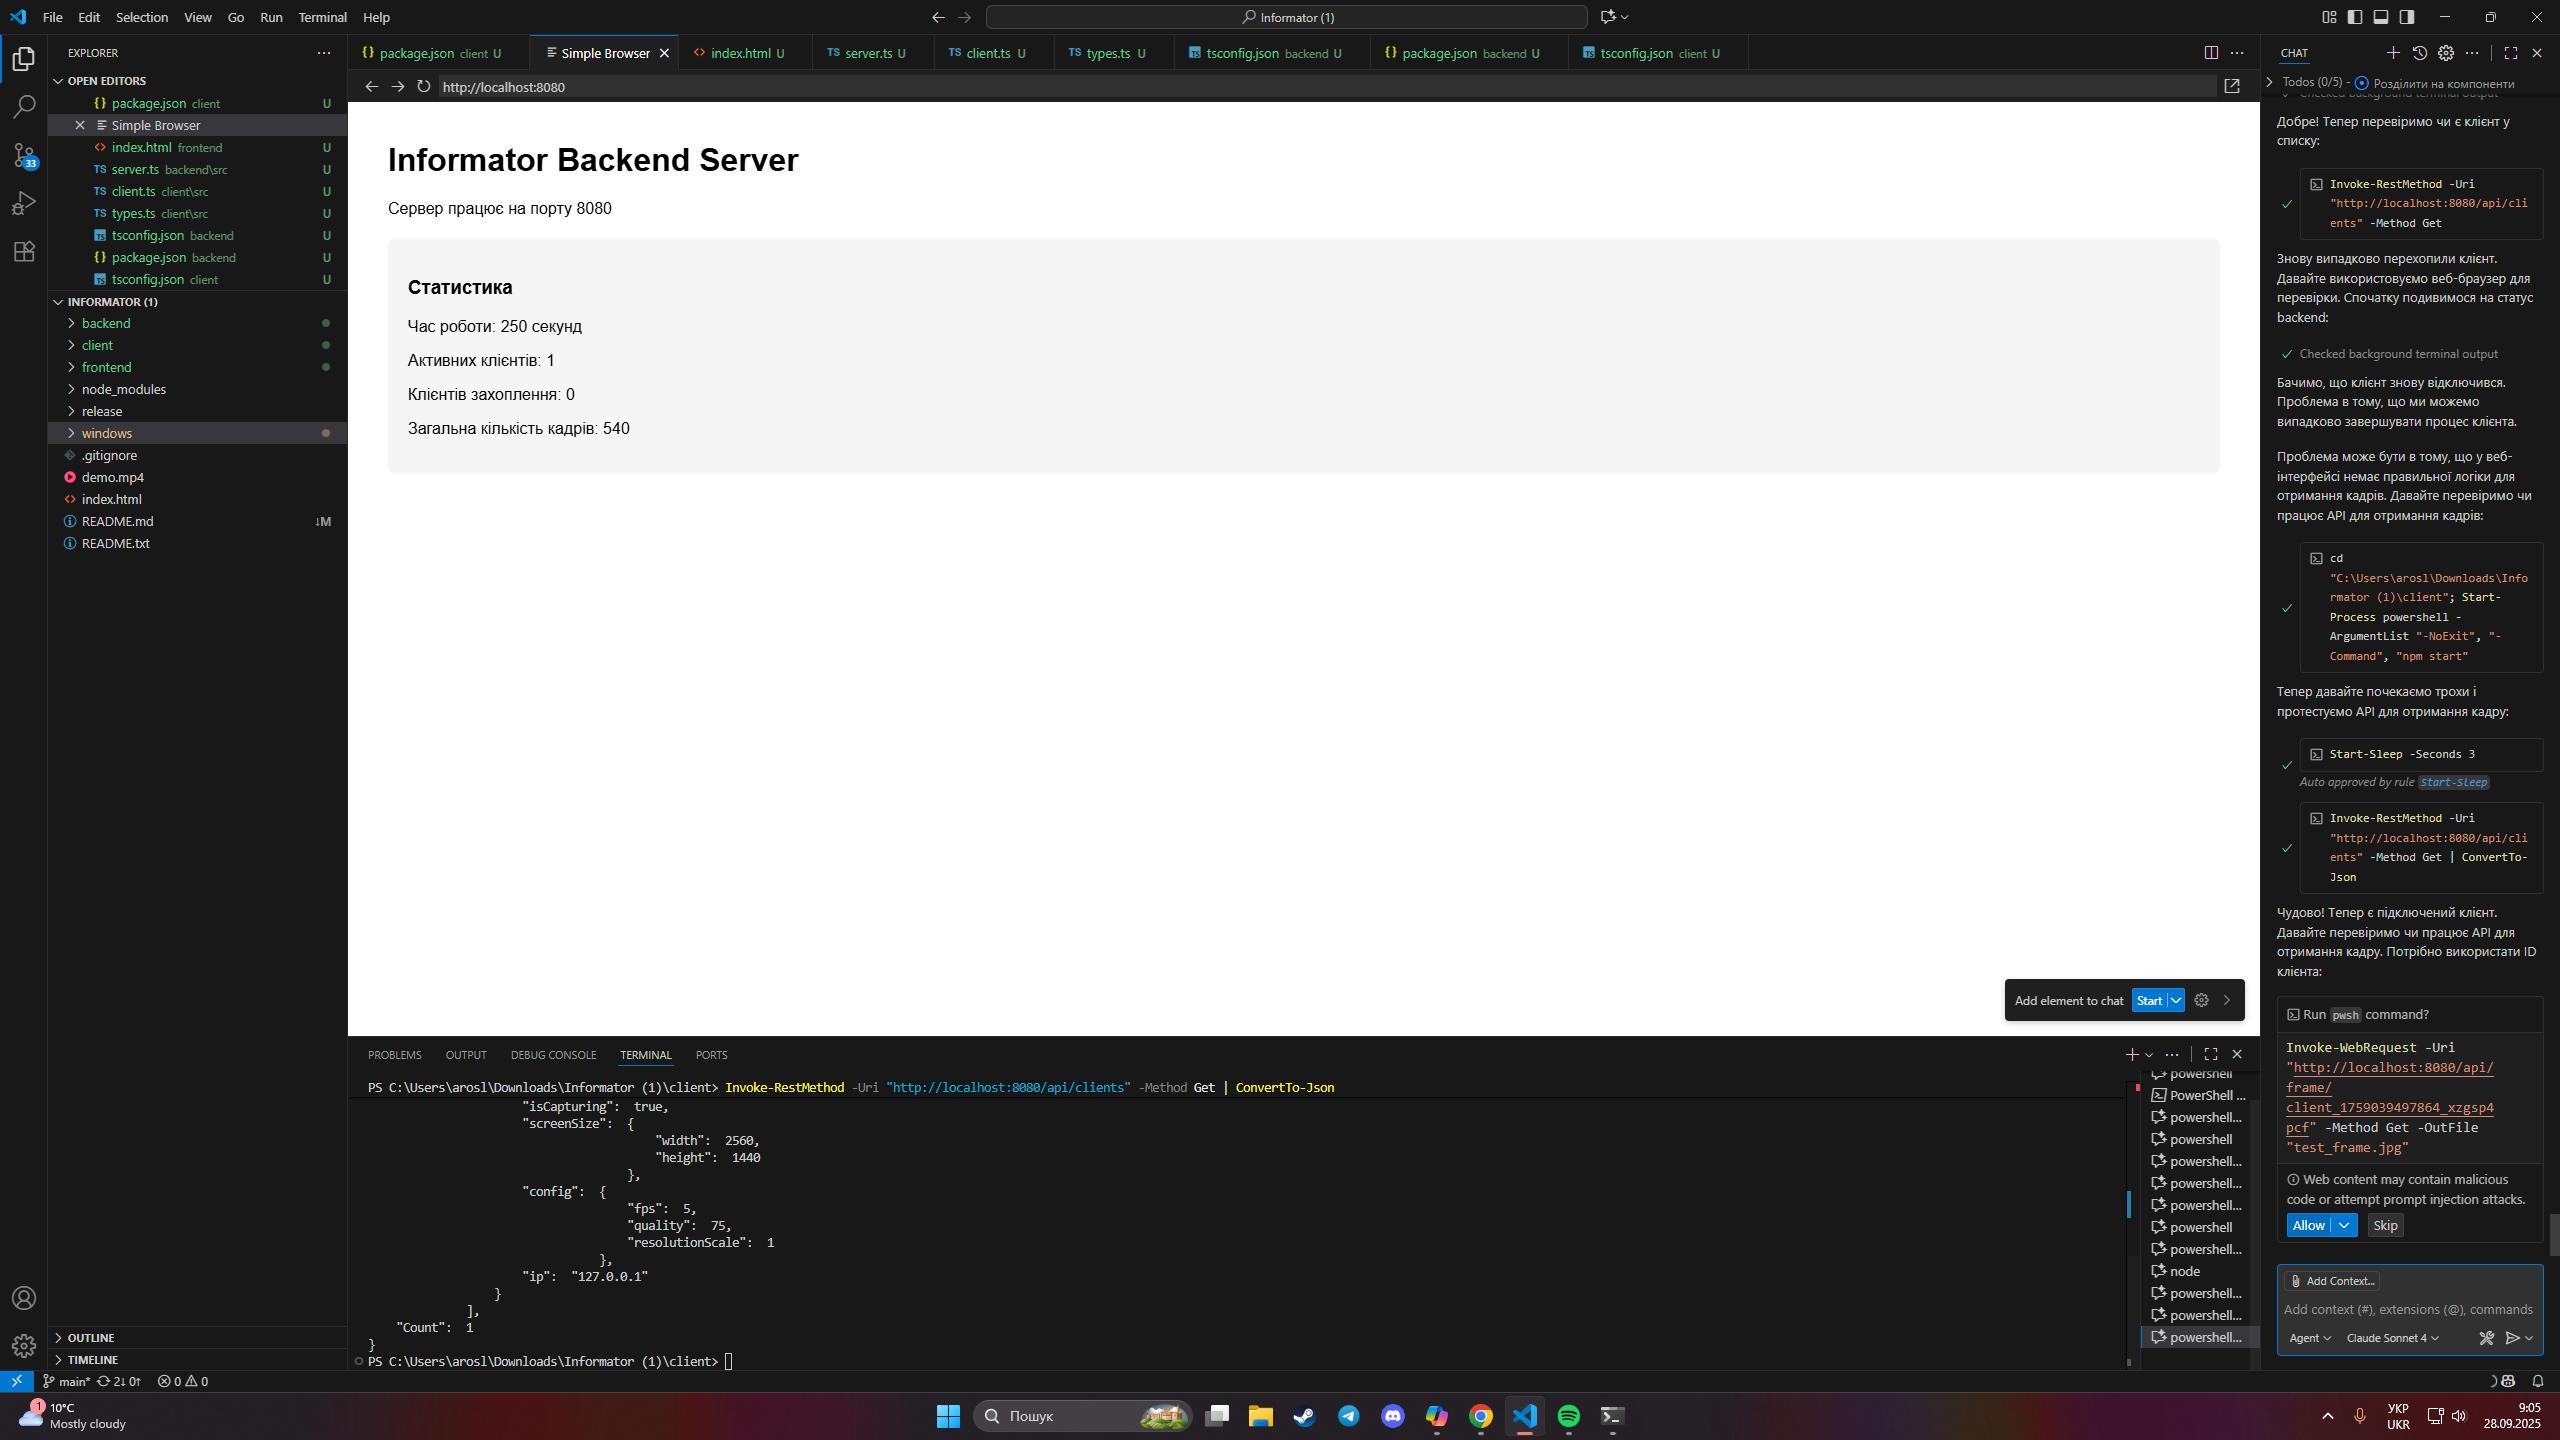 File Edit Selection View Go Run Terminal Help
Informator (1)
EXPLORER
OPEN EDITORS
package.json client U
Simple Browser
index.html frontend U
server.ts backend\src U
client.ts client\src U
types.ts client\src U
tsconfig.json backend U
package.json backend U
tsconfig.json client U
INFORMATOR (1)
backend
client
frontend
node_modules
release
windows
.gitignore
demo.mp4
index.html
README.md ↓M
README.txt
OUTLINE
TIMELINE
33
package.json client U
Simple Browser
index.html U
server.ts U
client.ts U
types.ts U
tsconfig.json backend U
package.json backend U
tsconfig.json client U
http://localhost:8080
Informator Backend Server
Сервер працює на порту 8080
Статистика
Час роботи: 250 секунд
Активних клієнтів: 1
Клієнтів захоплення: 0
Загальна кількість кадрів: 540
Add element to chat Start
PROBLEMS OUTPUT DEBUG CONSOLE TERMINAL PORTS
PS C:\Users\arosl\Downloads\Informator (1)\client> Invoke-RestMethod -Uri "http://localhost:8080/api/clients" -Method Get | ConvertTo-Json
"isCapturing": true,
"screenSize": {
"width": 2560,
"height": 1440
},
"config": {
"fps": 5,
"quality": 75,
"resolutionScale": 1
},
"ip": "127.0.0.1"
}
],
"Count": 1
}
PS C:\Users\arosl\Downloads\Informator (1)\client>
powershell
PowerShell ...
powershell...
powershell
powershell...
powershell...
powershell...
powershell
powershell...
node
powershell...
powershell...
powershell...
CHAT
Todos (0/5) - Розділити на компоненти
Checked background terminal output
Добре! Тепер перевіримо чи є клієнт у
списку:
Invoke-RestMethod -Uri
"http://localhost:8080/api/cli
ents" -Method Get
Знову випадково перехопили клієнт.
Давайте використовуємо веб-браузер для
перевірки. Спочатку подивимося на статус
backend:
Checked background terminal output
Бачимо, що клієнт знову відключився.
Проблема в тому, що ми можемо
випадково завершувати процес клієнта.
Проблема може бути в тому, що у веб-
інтерфейсі немає правильної логіки для
отримання кадрів. Давайте перевіримо чи
працює API для отримання кадрів:
cd
"C:\Users\arosl\Downloads\Info
rmator (1)\client"; Start-
Process powershell -
ArgumentList "-NoExit", "-
Command", "npm start"
Тепер давайте почекаємо трохи і
протестуємо API для отримання кадру:
Start-Sleep -Seconds 3
Auto approved by rule Start-Sleep
Invoke-RestMethod -Uri
"http://localhost:8080/api/cli
ents" -Method Get | ConvertTo-
Json
Чудово! Тепер є підключений клієнт.
Давайте перевіримо чи працює API для
отримання кадру. Потрібно використати ID
клієнта:
Run pwsh command?
Invoke-WebRequest -Uri
"http://localhost:8080/api/
frame/
client_1759039497864_xzgsp4
pcf" -Method Get -OutFile
"test_frame.jpg"
Web content may contain malicious
code or attempt prompt injection attacks.
Allow Skip
Add Context...
Add context (#), extensions (@), commands
Agent Claude Sonnet 4
main* 2↓ 0↑ 0 0
1
10°C
Mostly cloudy
Пошук
УКР
UKR
9:05
28.09.2025